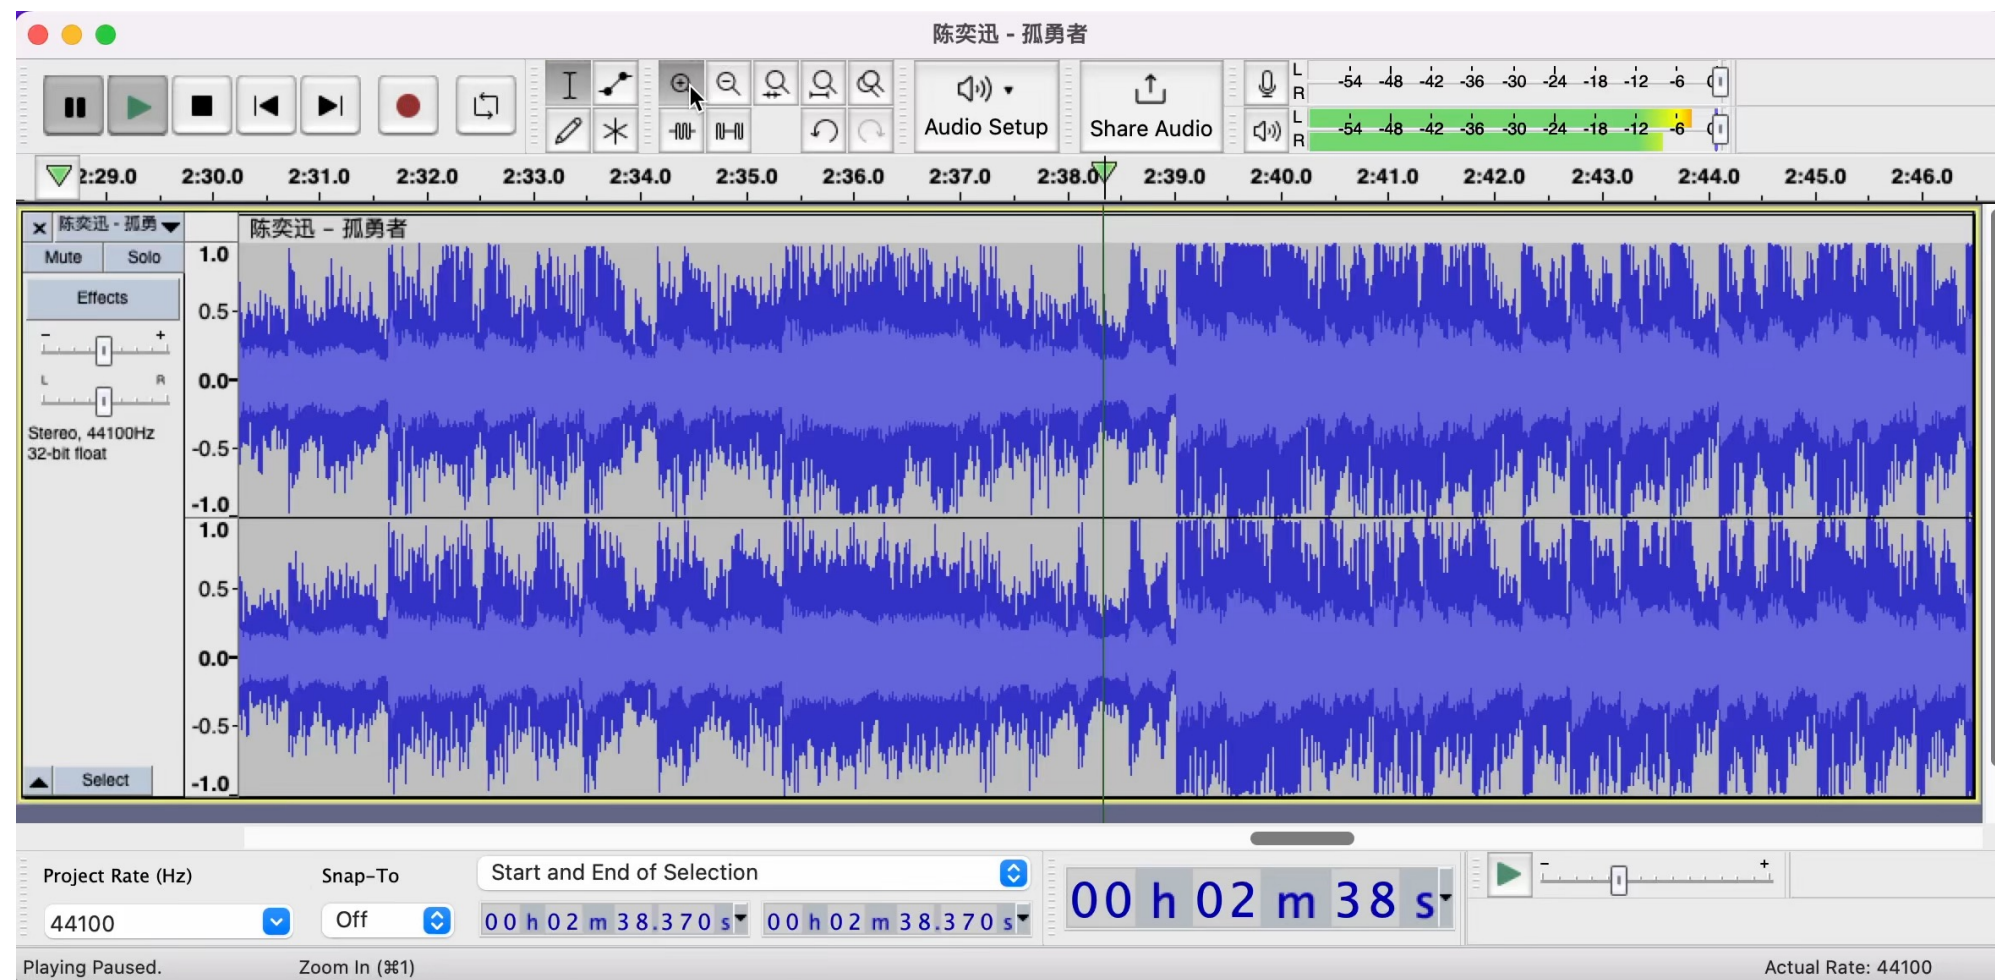 陈奕迅 - 孤勇者
Audio Setup
Share Audio
L
R
-54 -48 -42 -36 -30 -24 -18 -12 -6 0
L
R
-54 -48 -42 -36 -30 -24 -18 -12 -6 0
2:29.0 2:30.0 2:31.0 2:32.0 2:33.0 2:34.0 2:35.0 2:36.0 2:37.0 2:38.0 2:39.0 2:40.0 2:41.0 2:42.0 2:43.0 2:44.0 2:45.0 2:46.0
陈奕迅 - 孤勇
陈奕迅 - 孤勇者
Mute Solo
Effects
- +
L R
Stereo, 44100Hz
32-bit float
Select
1.0
0.5
0.0
-0.5
-1.0
1.0
0.5
0.0
-0.5
-1.0
Project Rate (Hz)
44100
Snap-To
Off
Start and End of Selection
00 h 02 m 38.370 s
00 h 02 m 38.370 s
00 h 02 m 38 s
- +
Playing Paused.
Zoom In (⌘1)
Actual Rate: 44100